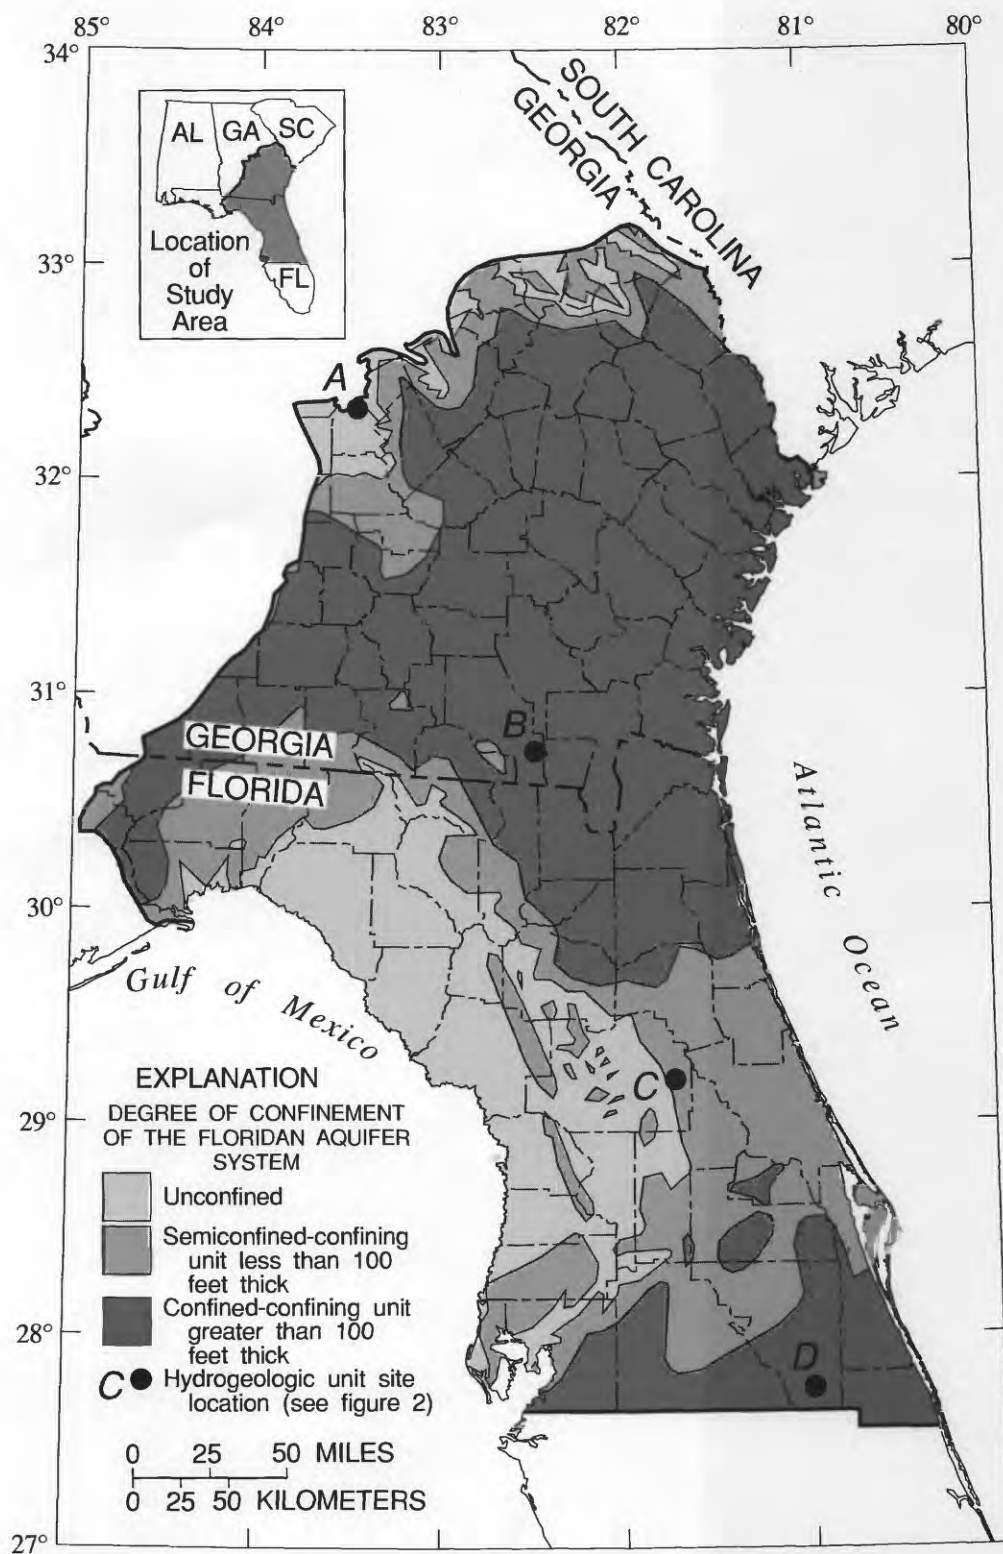 85° 84° 83° 82° 81° 80°
34°
33°
32°
31°
30°
29°
28°
27°
AL GA SC
Location
of
Study
Area
FL
SOUTH CAROLINA
GEORGIA
A
B
GEORGIA
FLORIDA
Atlantic
Ocean
Gulf of Mexico
C
D
EXPLANATION
DEGREE OF CONFINEMENT
OF THE FLORIDAN AQUIFER
SYSTEM
Unconfined
Semiconfined-confining
unit less than 100
feet thick
Confined-confining unit
greater than 100
feet thick
C Hydrogeologic unit site
location (see figure 2)
0 25 50 MILES
0 25 50 KILOMETERS